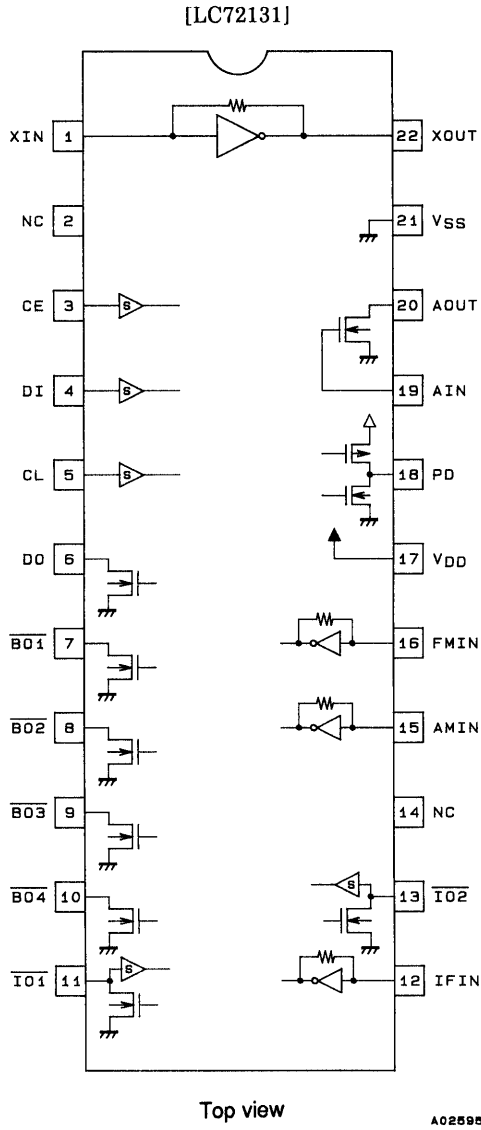 [LC72131]
XIN 1 22 XOUT
NC 2 21 VSS
CE 3 S 20 AOUT
DI 4 S 19 AIN
CL 5 S 18 PD
DO 6 17 VDD
BO1 7 16 FMIN
BO2 8 15 AMIN
BO3 9 14 NC
BO4 10 S 13 IO2
IO1 11 S 12 IFIN
Top view
A02595